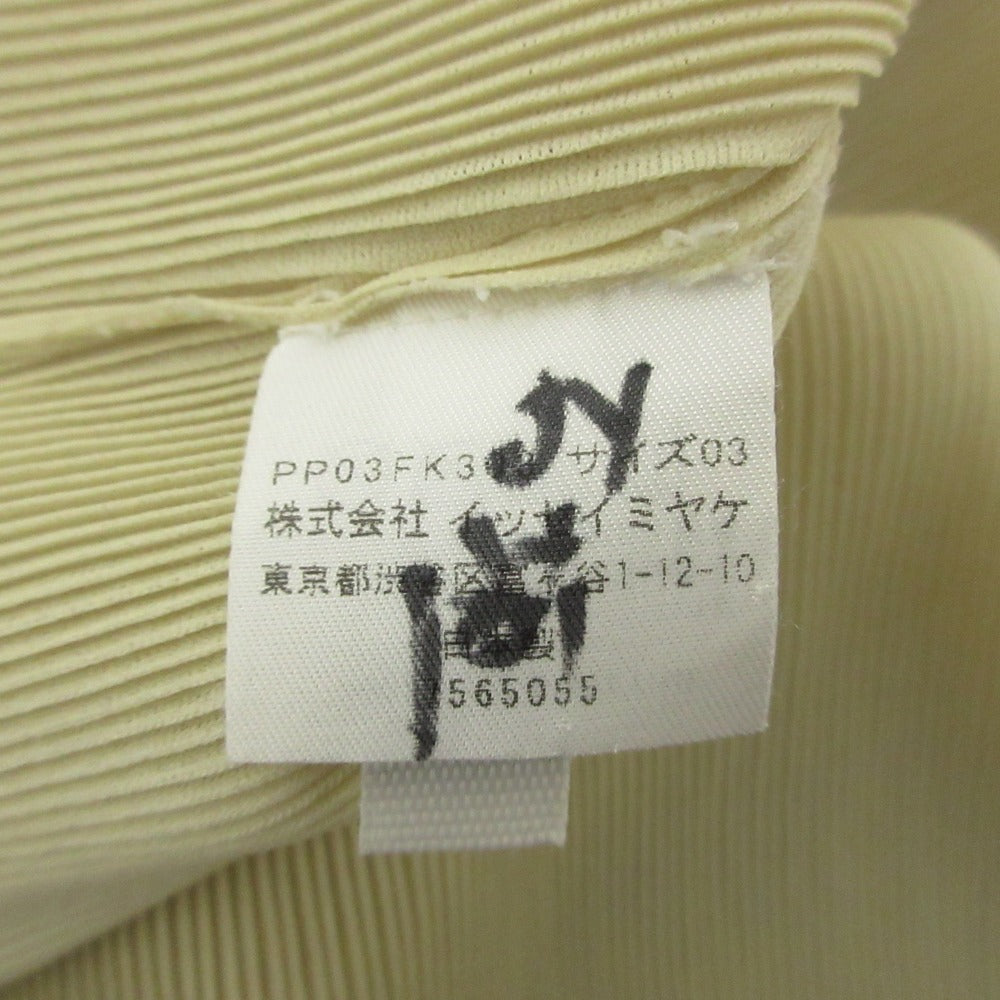 サイズ03
株式会社 イッセイミヤケ
東京都渋谷区富ヶ谷1-12-10
日本製
565055